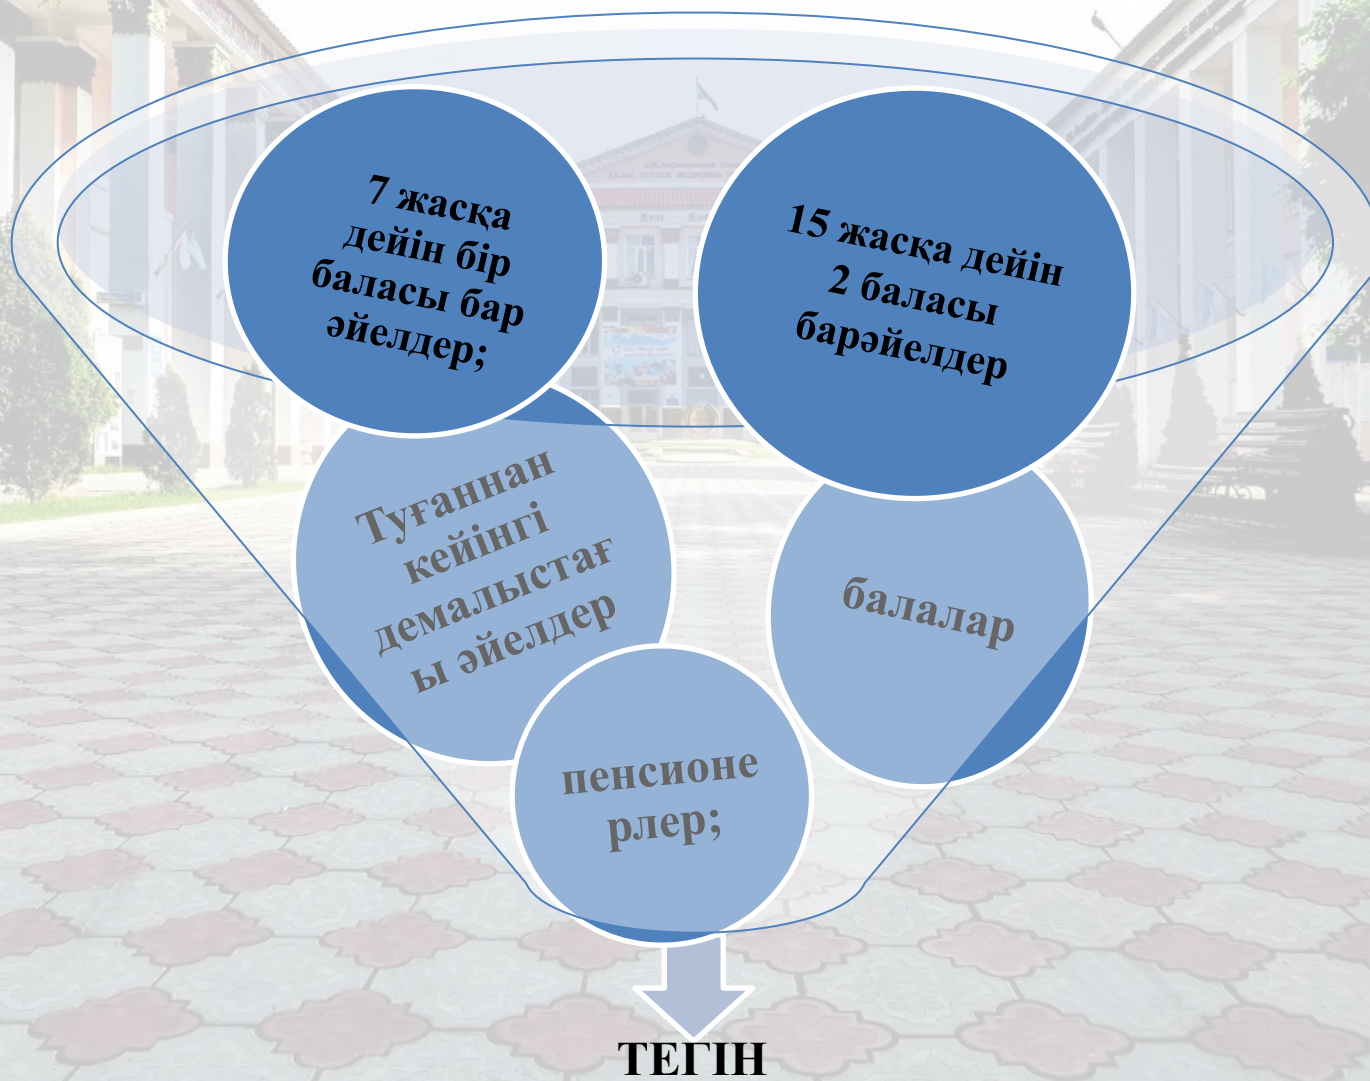 7 жасқа
дейін бір
баласы бар
әйелдер;
15 жасқа дейін
2 баласы
барәйелдер
Туғаннан
кейінгі
демалыстағ
ы әйелдер
балалар
пенсионе
рлер;
ТЕГІН